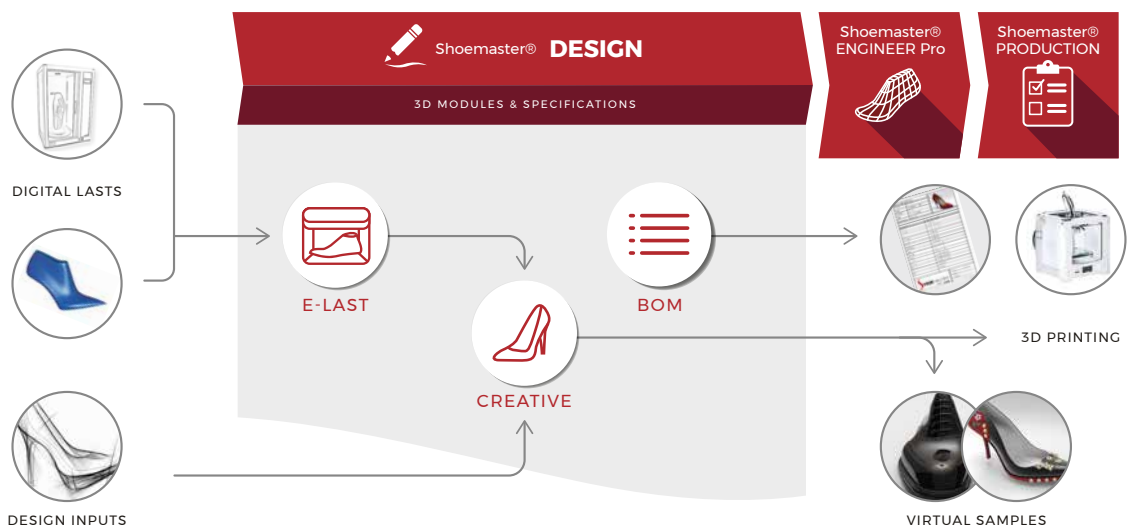 Shoemaster® DESIGN
3D MODULES & SPECIFICATIONS
Shoemaster®
ENGINEER Pro
Shoemaster®
PRODUCTION
DIGITAL LASTS
E-LAST
BOM
CREATIVE
3D PRINTING
DESIGN INPUTS
VIRTUAL SAMPLES